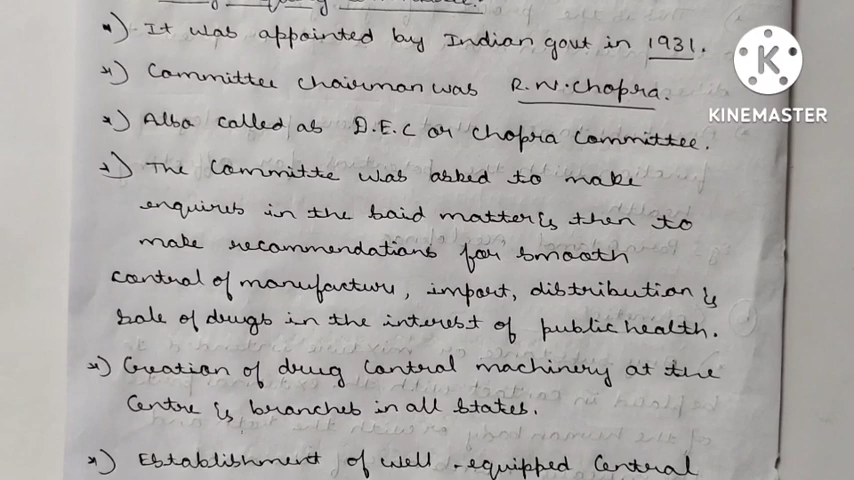 *) It was appointed by Indian govt in 1931.
*) Committee chairman was R.N.Chopra.
*) Also called as D.E.C or Chopra Committee.
*) The Committe was asked to make
enquires in the said matter & then to
make recommendations for smooth
control of manufacture, import, distribution &
sale of drugs in the interest of public health.
*) Creation of drug control machinery at the
Centre & branches in all States.
*) Establishment of well-equipped Central
K
KINEMASTER